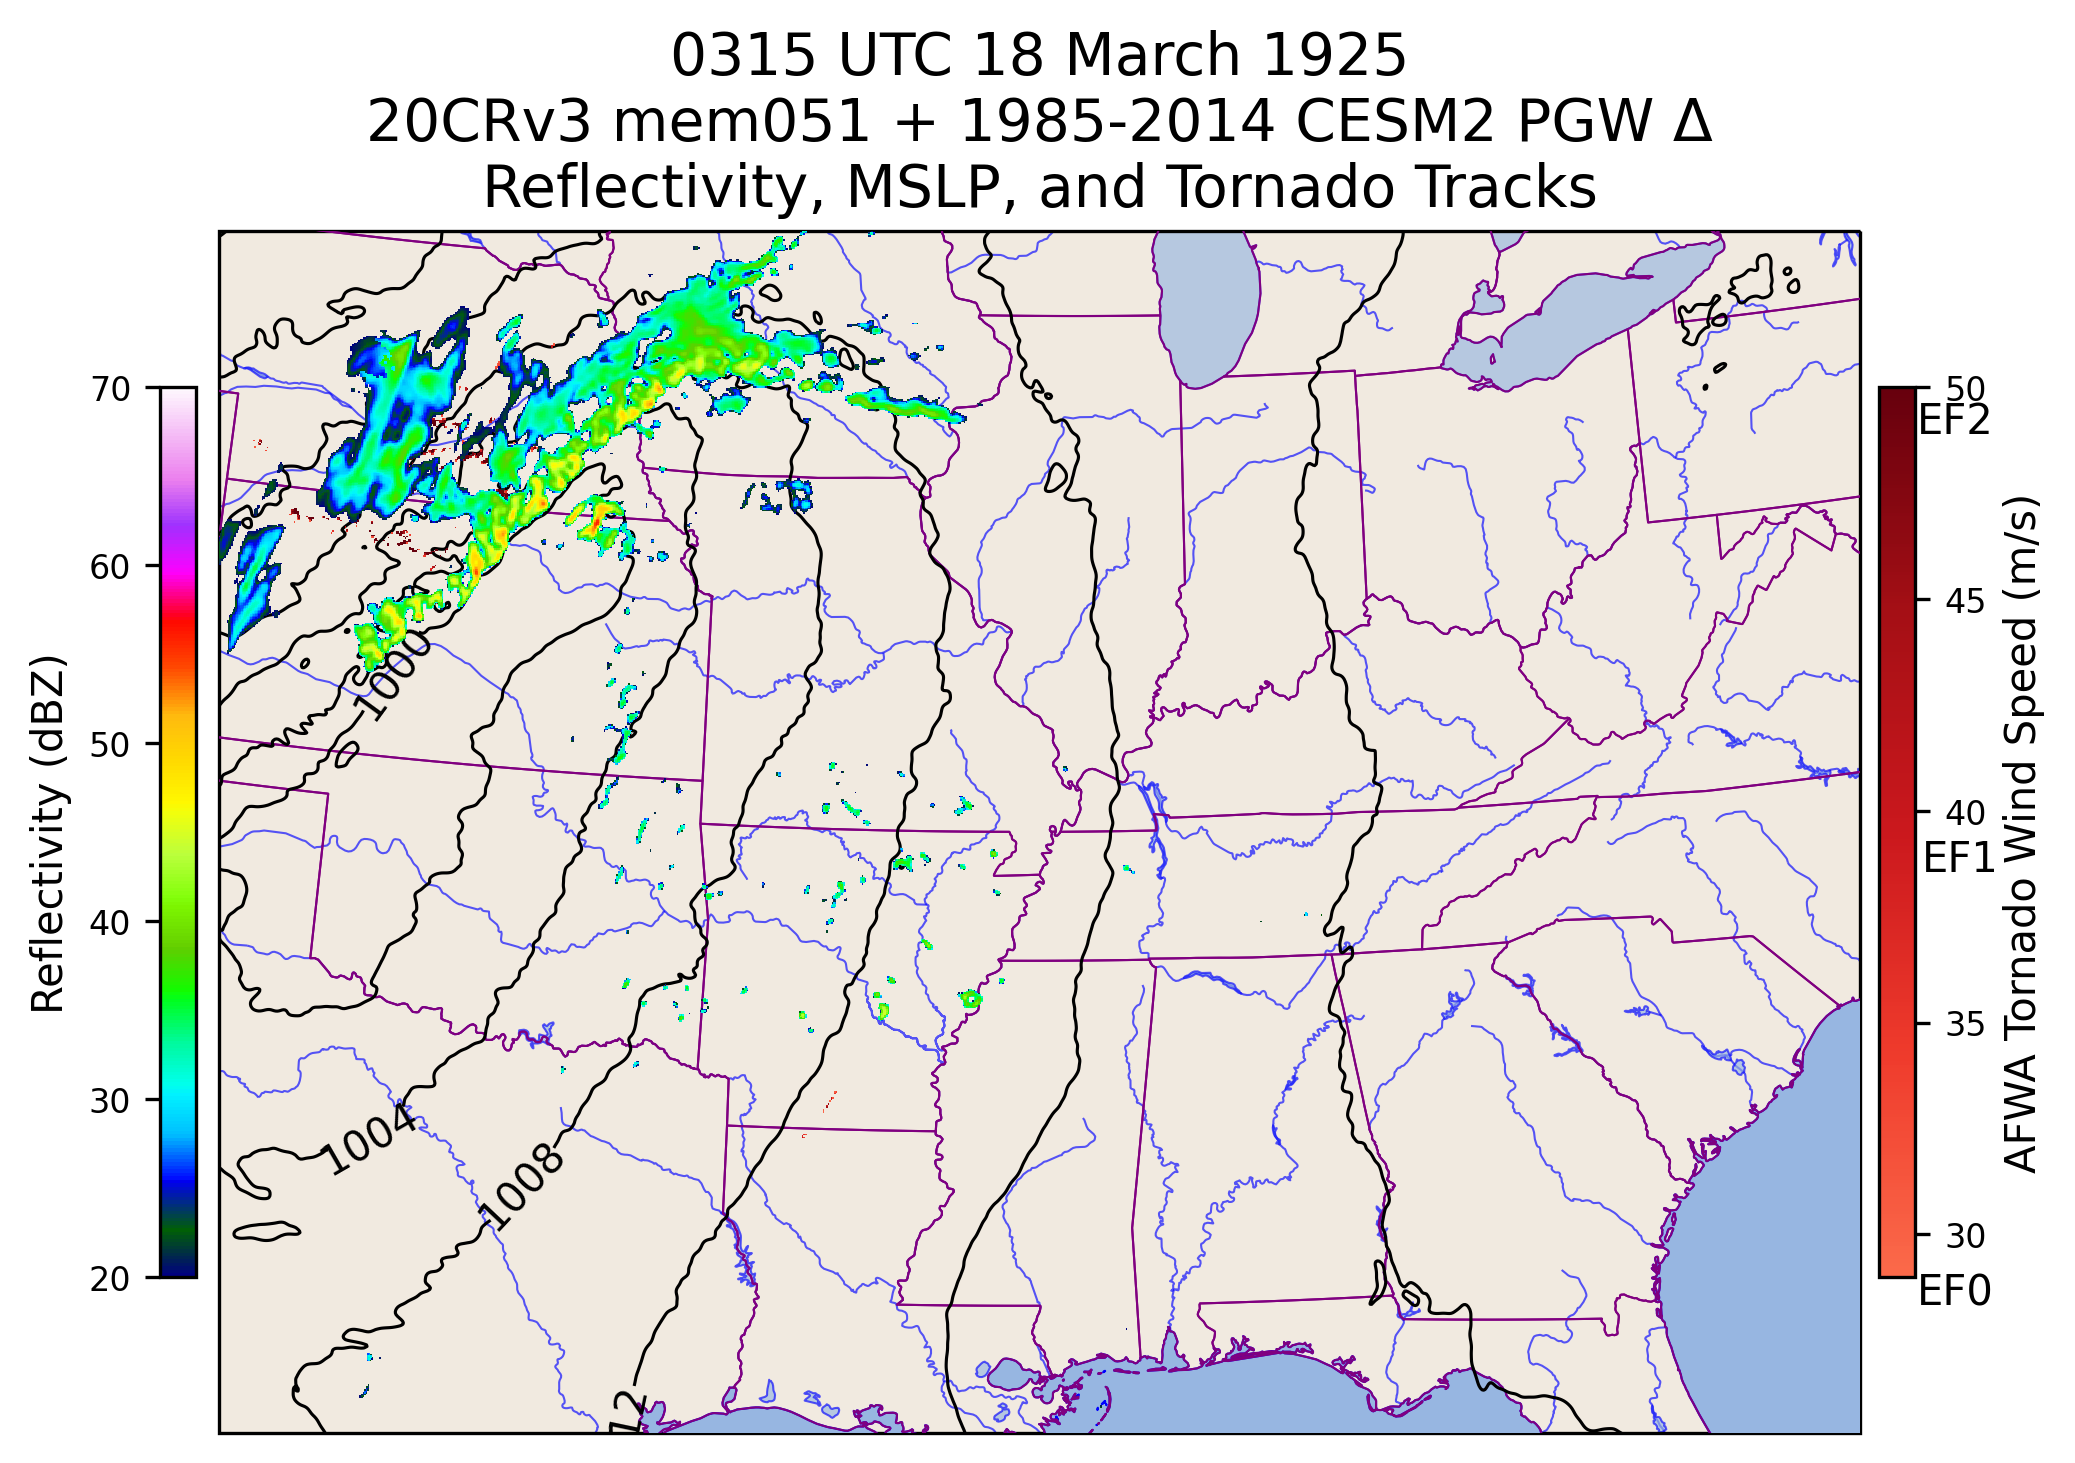 0315 UTC 18 March 1925
20CRv3 mem051 + 1985-2014 CESM2 PGW Δ
Reflectivity, MSLP, and Tornado Tracks
70
60
50
40
30
20
Reflectivity (dBZ)
1000
1004
1008
12
50
EF2
45
40
EF1
35
30
EF0
AFWA Tornado Wind Speed (m/s)